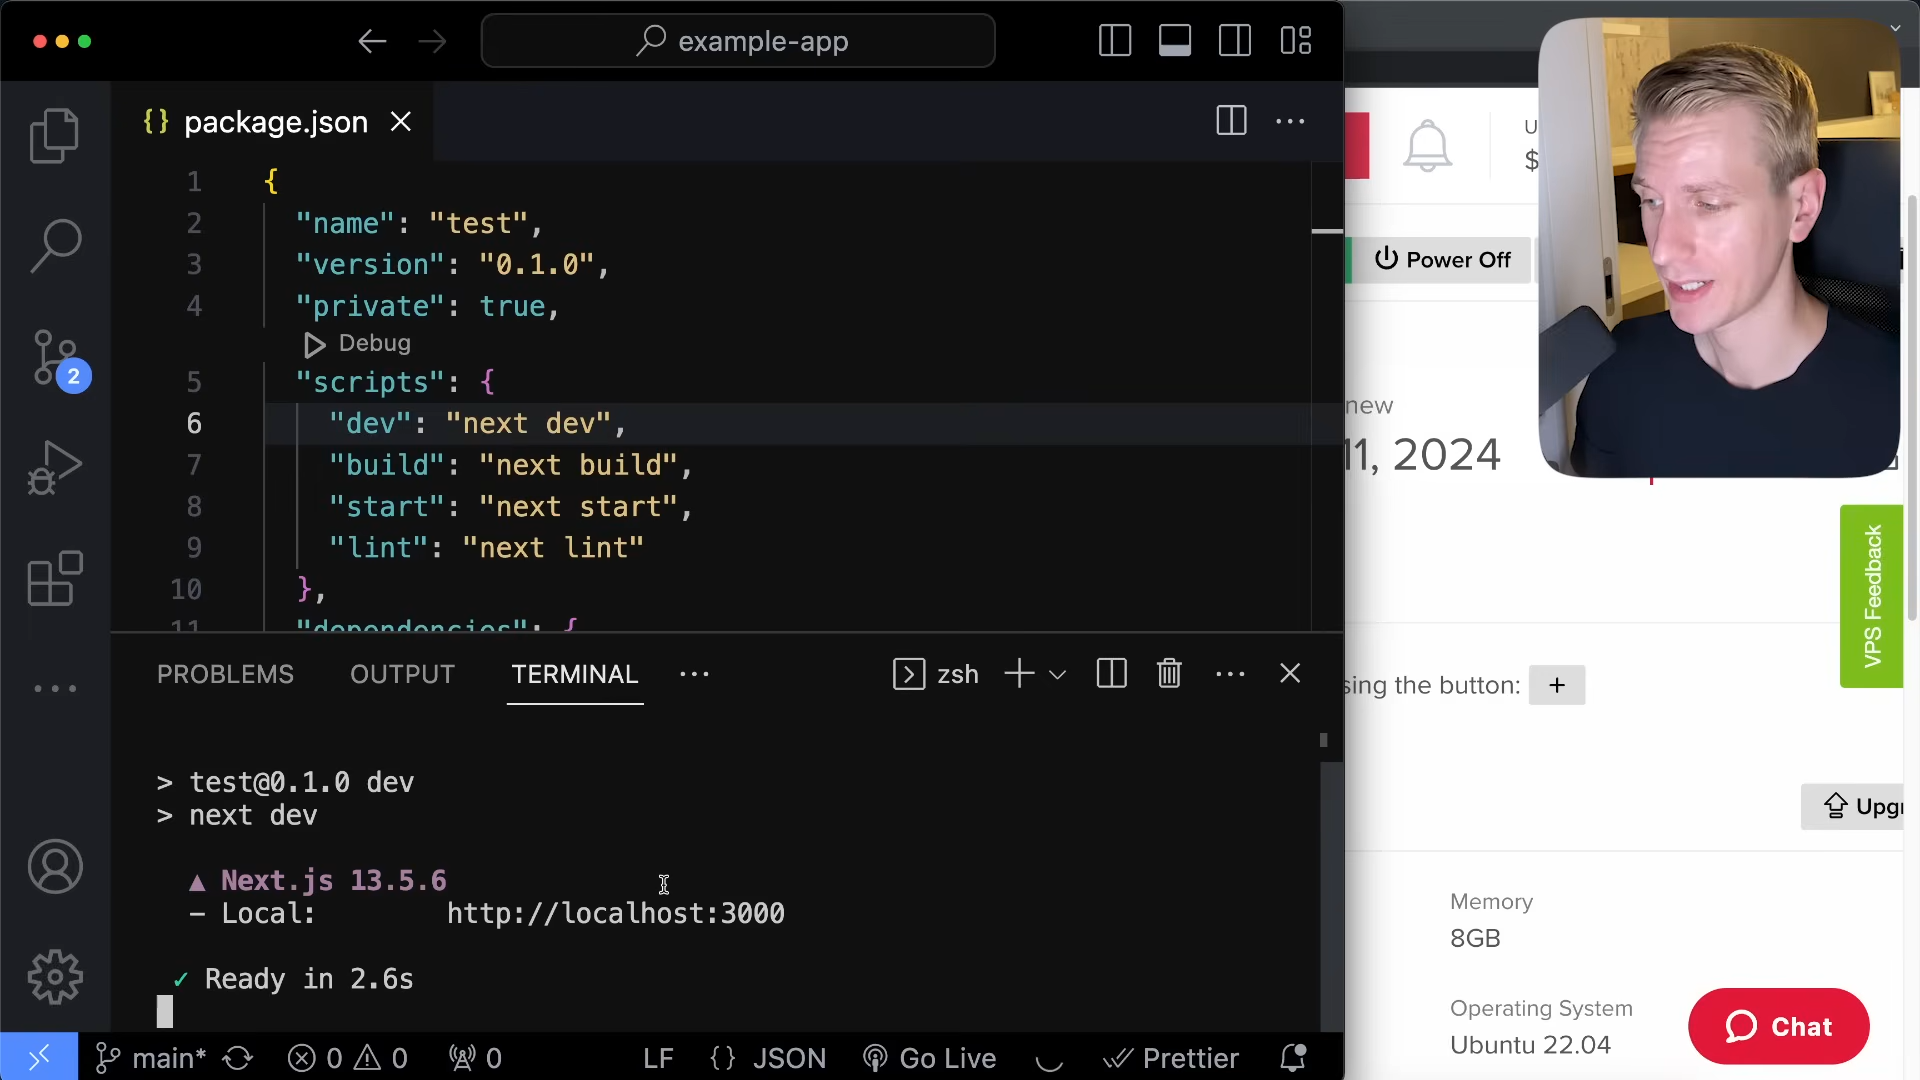 example-app
{} package.json
1 {
2 "name": "test",
3 "version": "0.1.0",
4 "private": true,
Debug
5 "scripts": {
6 "dev": "next dev",
7 "build": "next build",
8 "start": "next start",
9 "lint": "next lint"
10 },
11 "dependencies": {
2
PROBLEMS OUTPUT TERMINAL ... zsh
> test@0.1.0 dev
> next dev
▲ Next.js 13.5.6
- Local: http://localhost:3000
✓ Ready in 2.6s
main* 0 0 0 LF {} JSON Go Live Prettier
U
$
Power Off
new
11, 2024
VPS Feedback
sing the button: +
Upgr
Memory
8GB
Operating System
Ubuntu 22.04
Chat